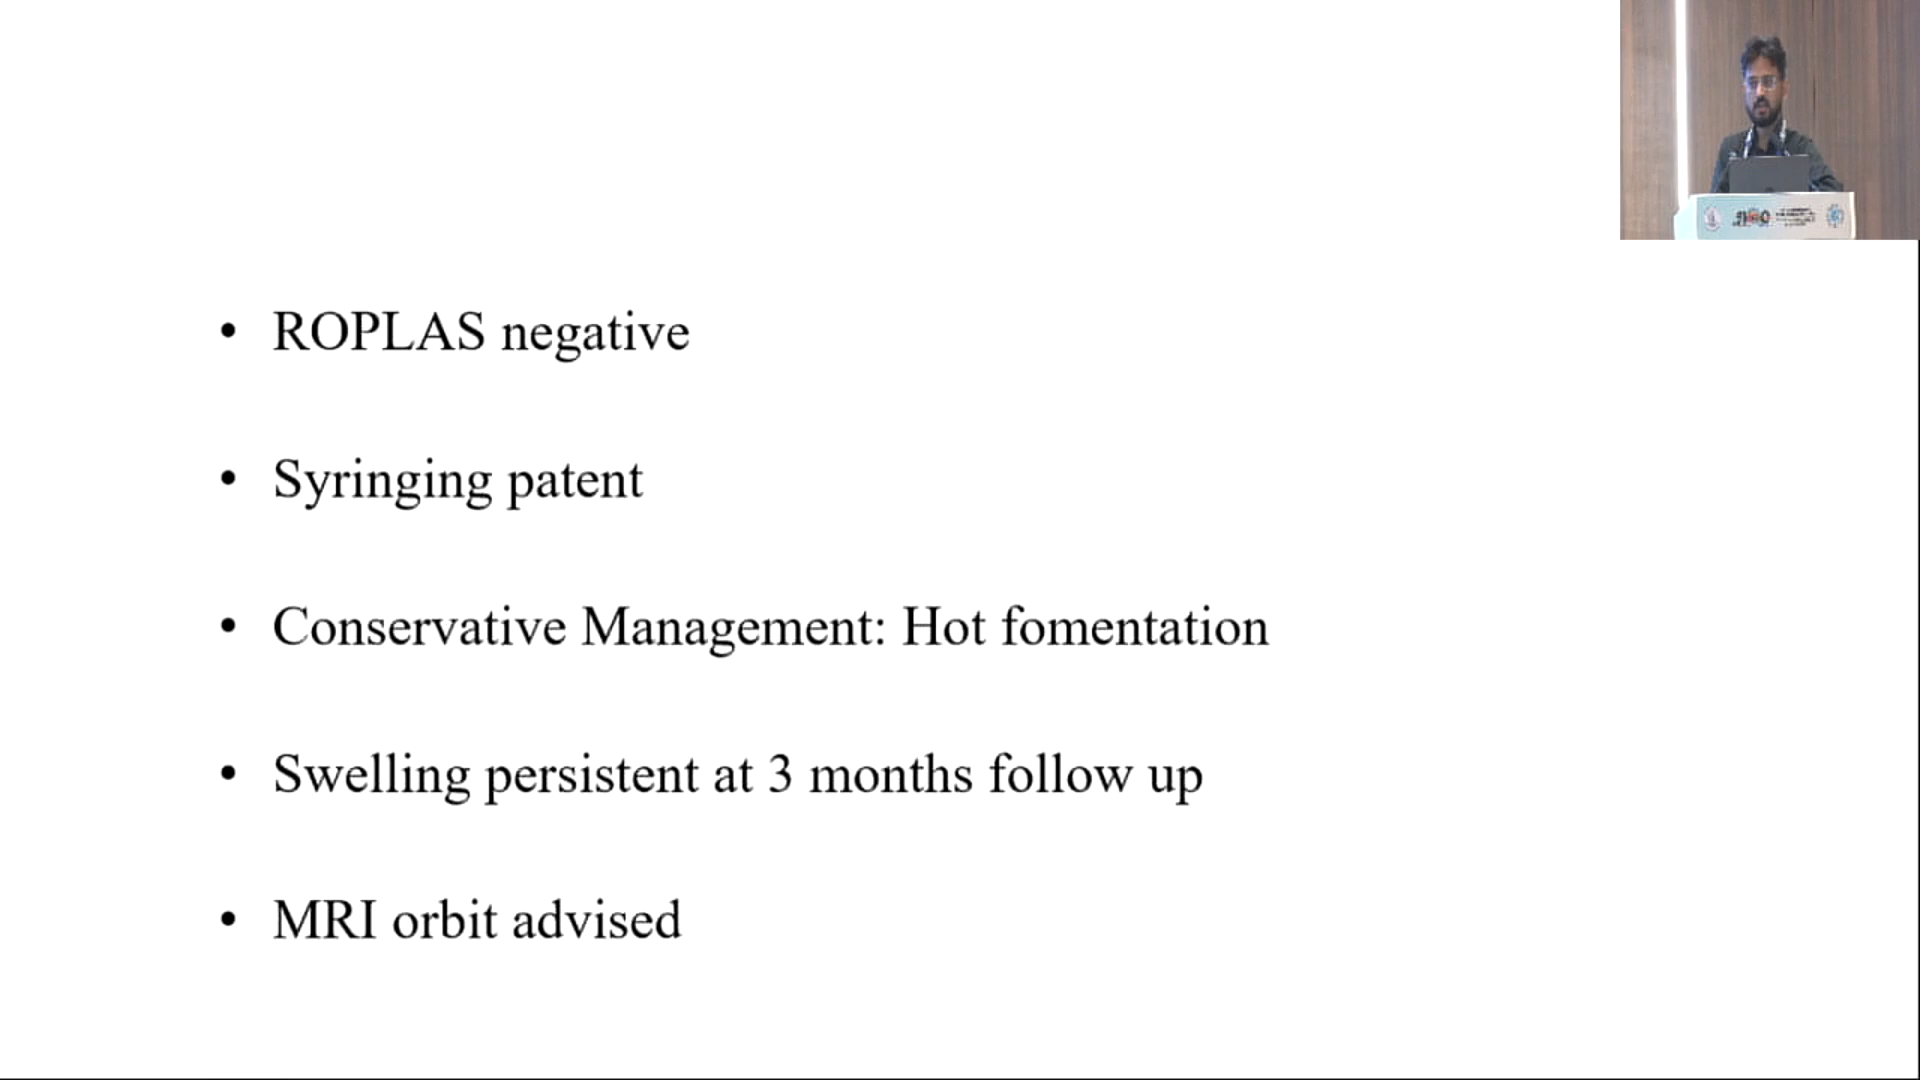 • ROPLAS negative
• Syringing patent
• Conservative Management: Hot fomentation
• Swelling persistent at 3 months follow up
• MRI orbit advised